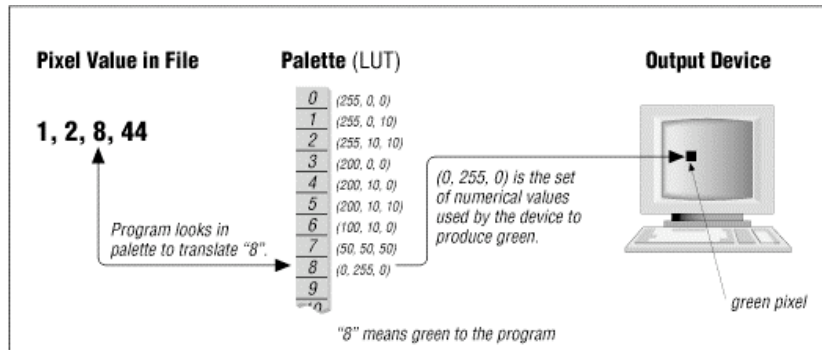 Pixel Value in File
1, 2, 8, 44
Program looks in
palette to translate “8”.
Palette (LUT)
0 (255, 0, 0)
1 (255, 0, 10)
2 (255, 10, 10)
3 (200, 0, 0)
4 (200, 10, 0)
5 (200, 10, 10)
6 (100, 10, 0)
7 (50, 50, 50)
8 (0, 255, 0)
9
10
“8” means green to the program
(0, 255, 0) is the set
of numerical values
used by the device to
produce green.
Output Device
green pixel